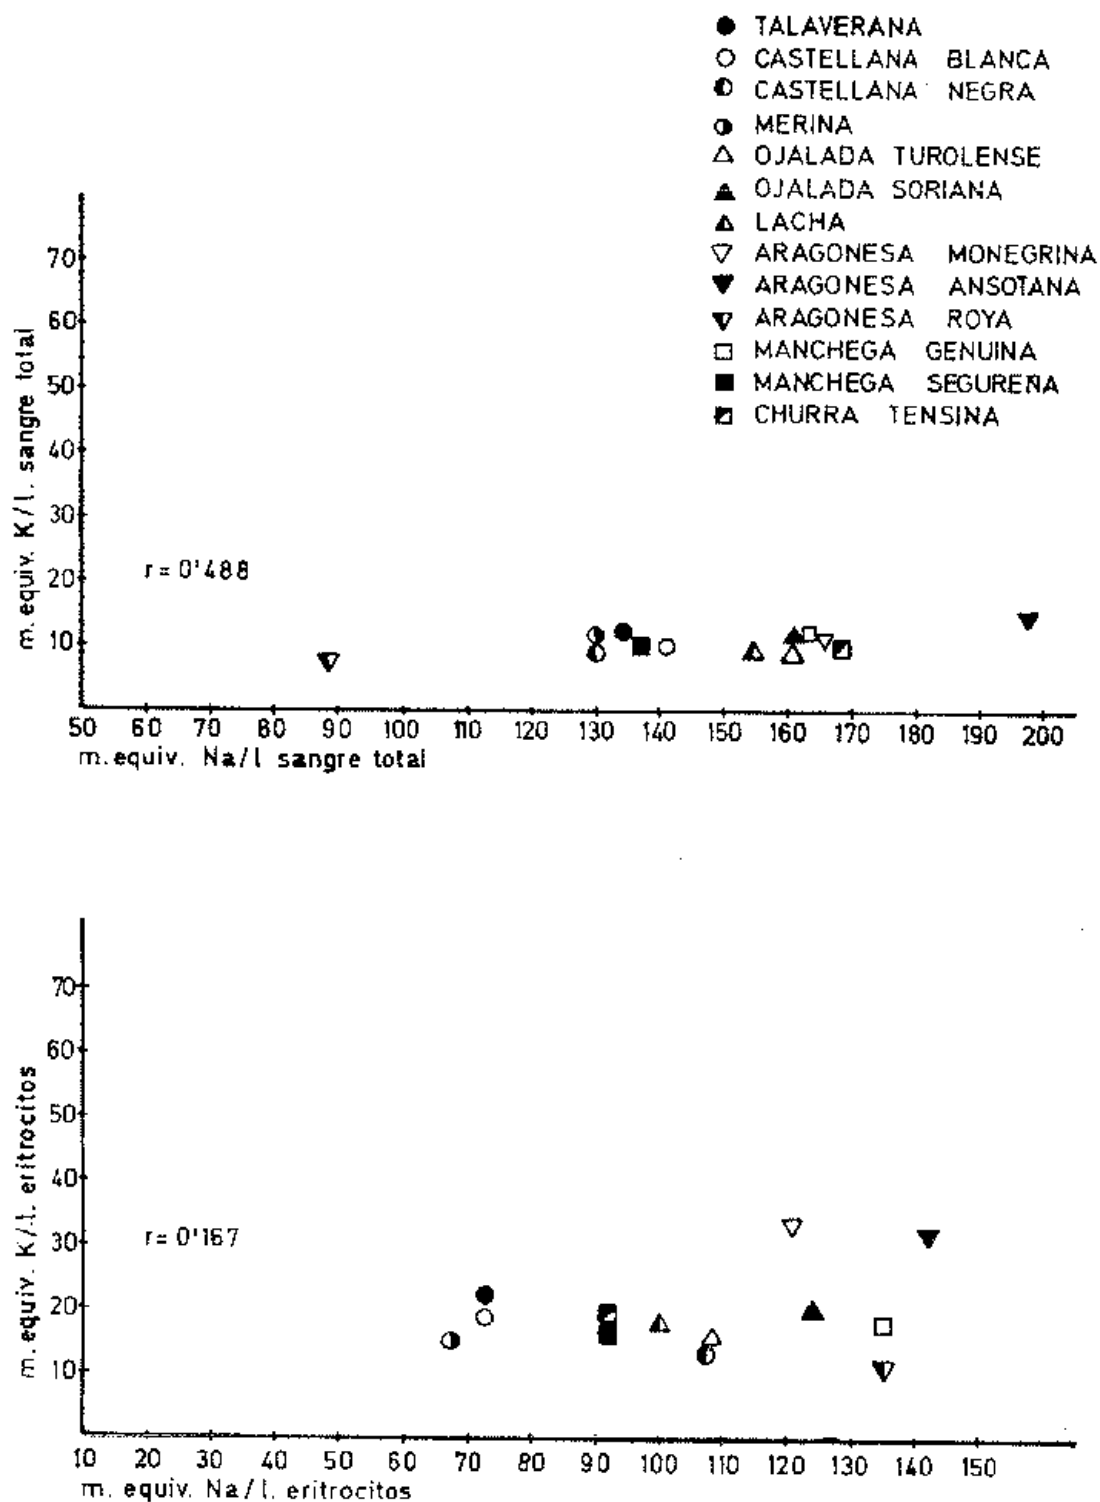 TALAVERANA
CASTELLANA BLANCA
CASTELLANA NEGRA
MERINA
OJALADA TUROLENSE
OJALADA SORIANA
LACHA
ARAGONESA MONEGRINA
ARAGONESA ANSOTANA
ARAGONESA ROYA
MANCHEGA GENUINA
MANCHEGA SEGUREÑA
CHURRA TENSINA
m. equiv. K/l. sangre total
70
60
50
40
30
20
10
r = 0'488
50 60 70 80 90 100 110 120 130 140 150 160 170 180 190 200
m. equiv. Na/l sangre total
m. equiv. K/l. eritrocitos
70
60
50
40
30
20
10
r = 0'167
10 20 30 40 50 60 70 80 90 100 110 120 130 140 150
m. equiv. Na/l. eritrocitos